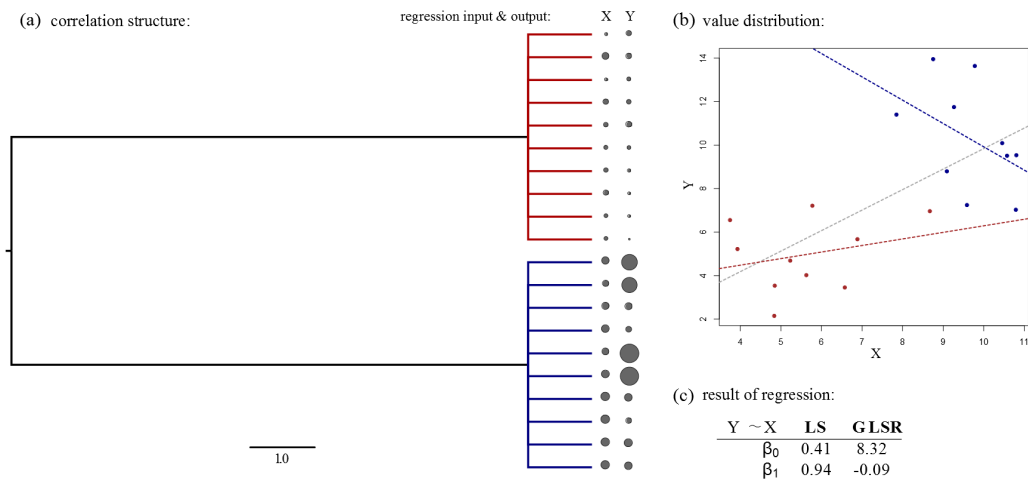 (a) correlation structure:
regression input & output: X Y
1.0
(b) value distribution:
14
12
10
8
6
4
2
Y
4 5 6 7 8 9 10 11
X
(c) result of regression:
Y ~ X LS GLSR
β0 0.41 8.32
β1 0.94 -0.09